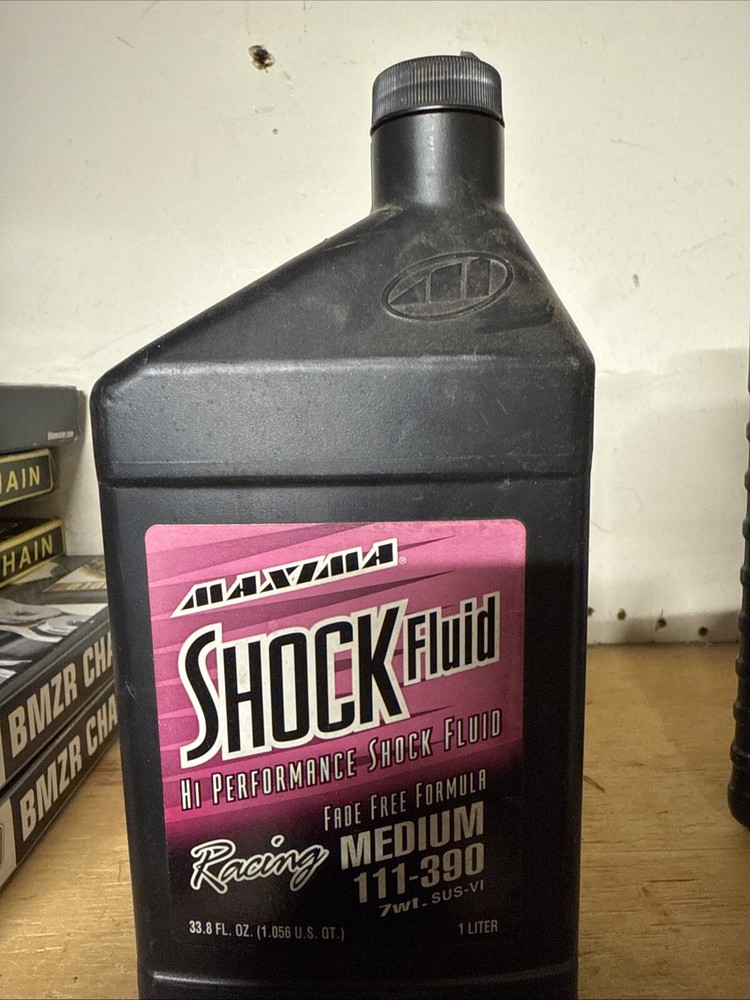 MAXIMA®
SHOCK Fluid
HI PERFORMANCE SHOCK FLUID
FADE FREE FORMULA
Racing
MEDIUM
111-390
7wt. SUS-VI
33.8 FL. OZ. (1.056 U.S. QT.)
1 LITER
AIN
CHAIN
BMZR CHA
BMZR CHA